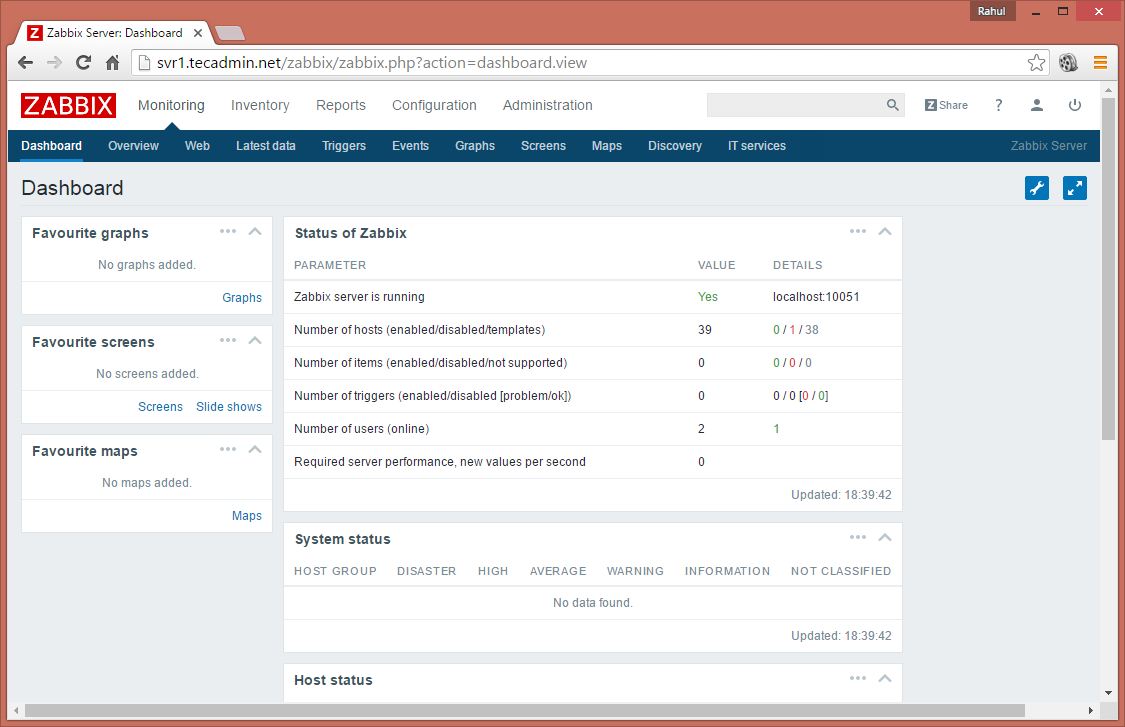 Rahul
Zabbix Server: Dashboard
svr1.tecadmin.net/zabbix/zabbix.php?action=dashboard.view
ZABBIX Monitoring Inventory Reports Configuration Administration Z Share ?
Dashboard Overview Web Latest data Triggers Events Graphs Screens Maps Discovery IT services Zabbix Server
Dashboard
Favourite graphs
No graphs added.
Graphs
Favourite screens
No screens added.
Screens Slide shows
Favourite maps
No maps added.
Maps
Status of Zabbix
PARAMETER VALUE DETAILS
Zabbix server is running Yes localhost:10051
Number of hosts (enabled/disabled/templates) 39 0 / 1 / 38
Number of items (enabled/disabled/not supported) 0 0 / 0 / 0
Number of triggers (enabled/disabled [problem/ok]) 0 0 / 0 [0 / 0]
Number of users (online) 2 1
Required server performance, new values per second 0
Updated: 18:39:42
System status
HOST GROUP DISASTER HIGH AVERAGE WARNING INFORMATION NOT CLASSIFIED
No data found.
Updated: 18:39:42
Host status